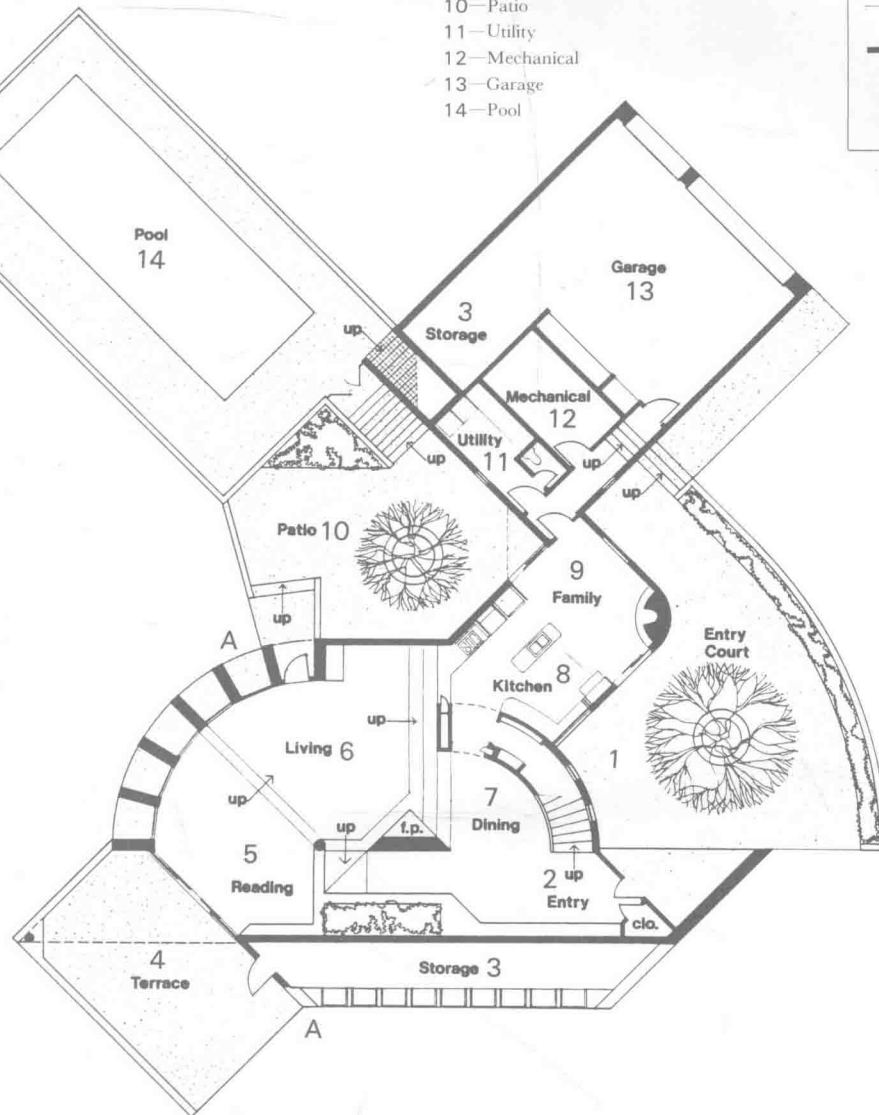 10—Patio
11—Utility
12—Mechanical
13—Garage
14—Pool
Pool
14
Garage
13
3
Storage
up
Mechanical
12
Utility
11
up
up
up
Patio 10
9
Family
Entry
Court
up
A
Kitchen 8
up
Living 6
1
7
Dining
up
up
f.p.
5
Reading
2 up
Entry
clo.
4
Terrace
Storage 3
A